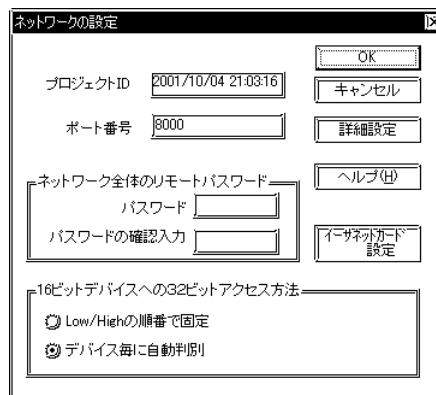 ネットワークの設定
プロジェクトID 2001/10/04 21:03:16
ポート番号 8000
OK
キャンセル
詳細設定
ヘルプ(H)
イーサネットカード
設定
ネットワーク全体のリモートパスワード
パスワード
パスワードの確認入力
16ビットデバイスへの32ビットアクセス方法
Low/Highの順番で固定
デバイス毎に自動判別